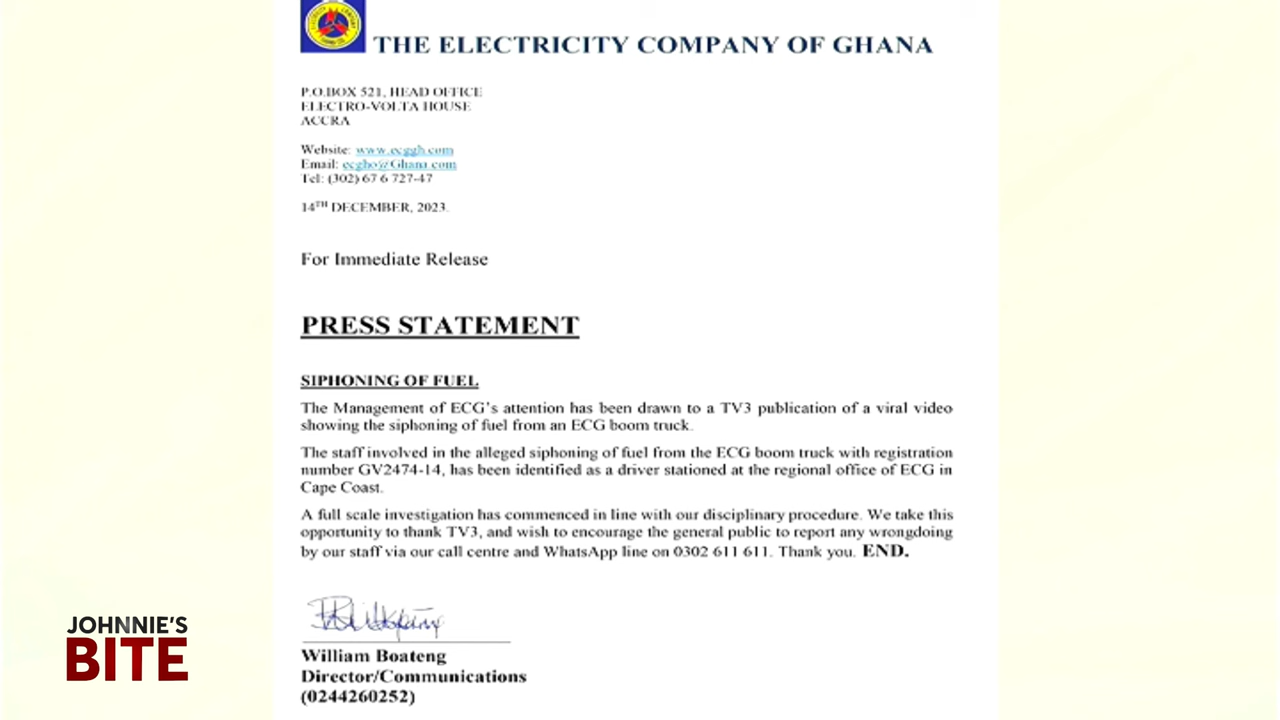 THE ELECTRICITY COMPANY OF GHANA
P.O.BOX 521, HEAD OFFICE
ELECTRO-VOLTA HOUSE
ACCRA
Website: www.ecggh.com
Email: ecgho@Ghana.com
Tel: (302) 67 6 727-47
14TH DECEMBER, 2023.
For Immediate Release
PRESS STATEMENT
SIPHONING OF FUEL
The Management of ECG's attention has been drawn to a TV3 publication of a viral video
showing the siphoning of fuel from an ECG boom truck.
The staff involved in the alleged siphoning of fuel from the ECG boom truck with registration
number GV2474-14, has been identified as a driver stationed at the regional office of ECG in
Cape Coast.
A full scale investigation has commenced in line with our disciplinary procedure. We take this
opportunity to thank TV3, and wish to encourage the general public to report any wrongdoing
by our staff via our call centre and WhatsApp line on 0302 611 611. Thank you. END.
William Boateng
Director/Communications
(0244260252)
JOHNNIE'S
BITE